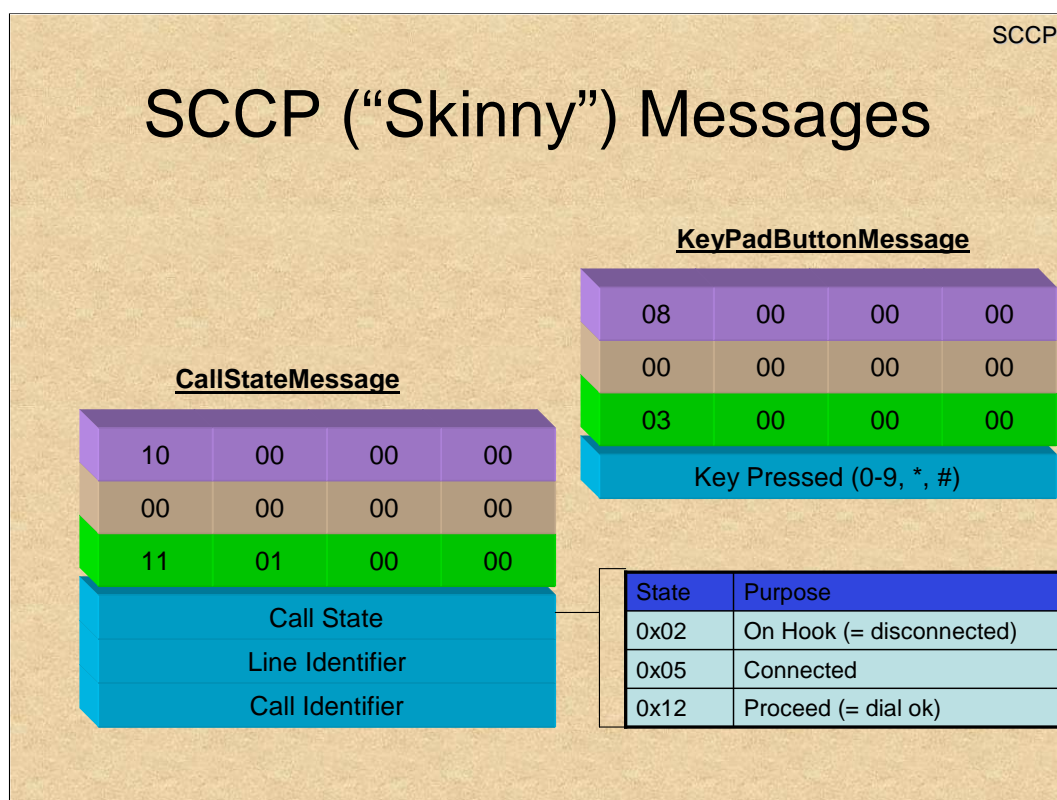 SCCP
SCCP (“Skinny”) Messages
KeyPadButtonMessage
08 00 00 00
00 00 00 00
03 00 00 00
Key Pressed (0-9, *, #)
CallStateMessage
10 00 00 00
00 00 00 00
11 01 00 00
Call State
Line Identifier
Call Identifier
State Purpose
0x02 On Hook (= disconnected)
0x05 Connected
0x12 Proceed (= dial ok)